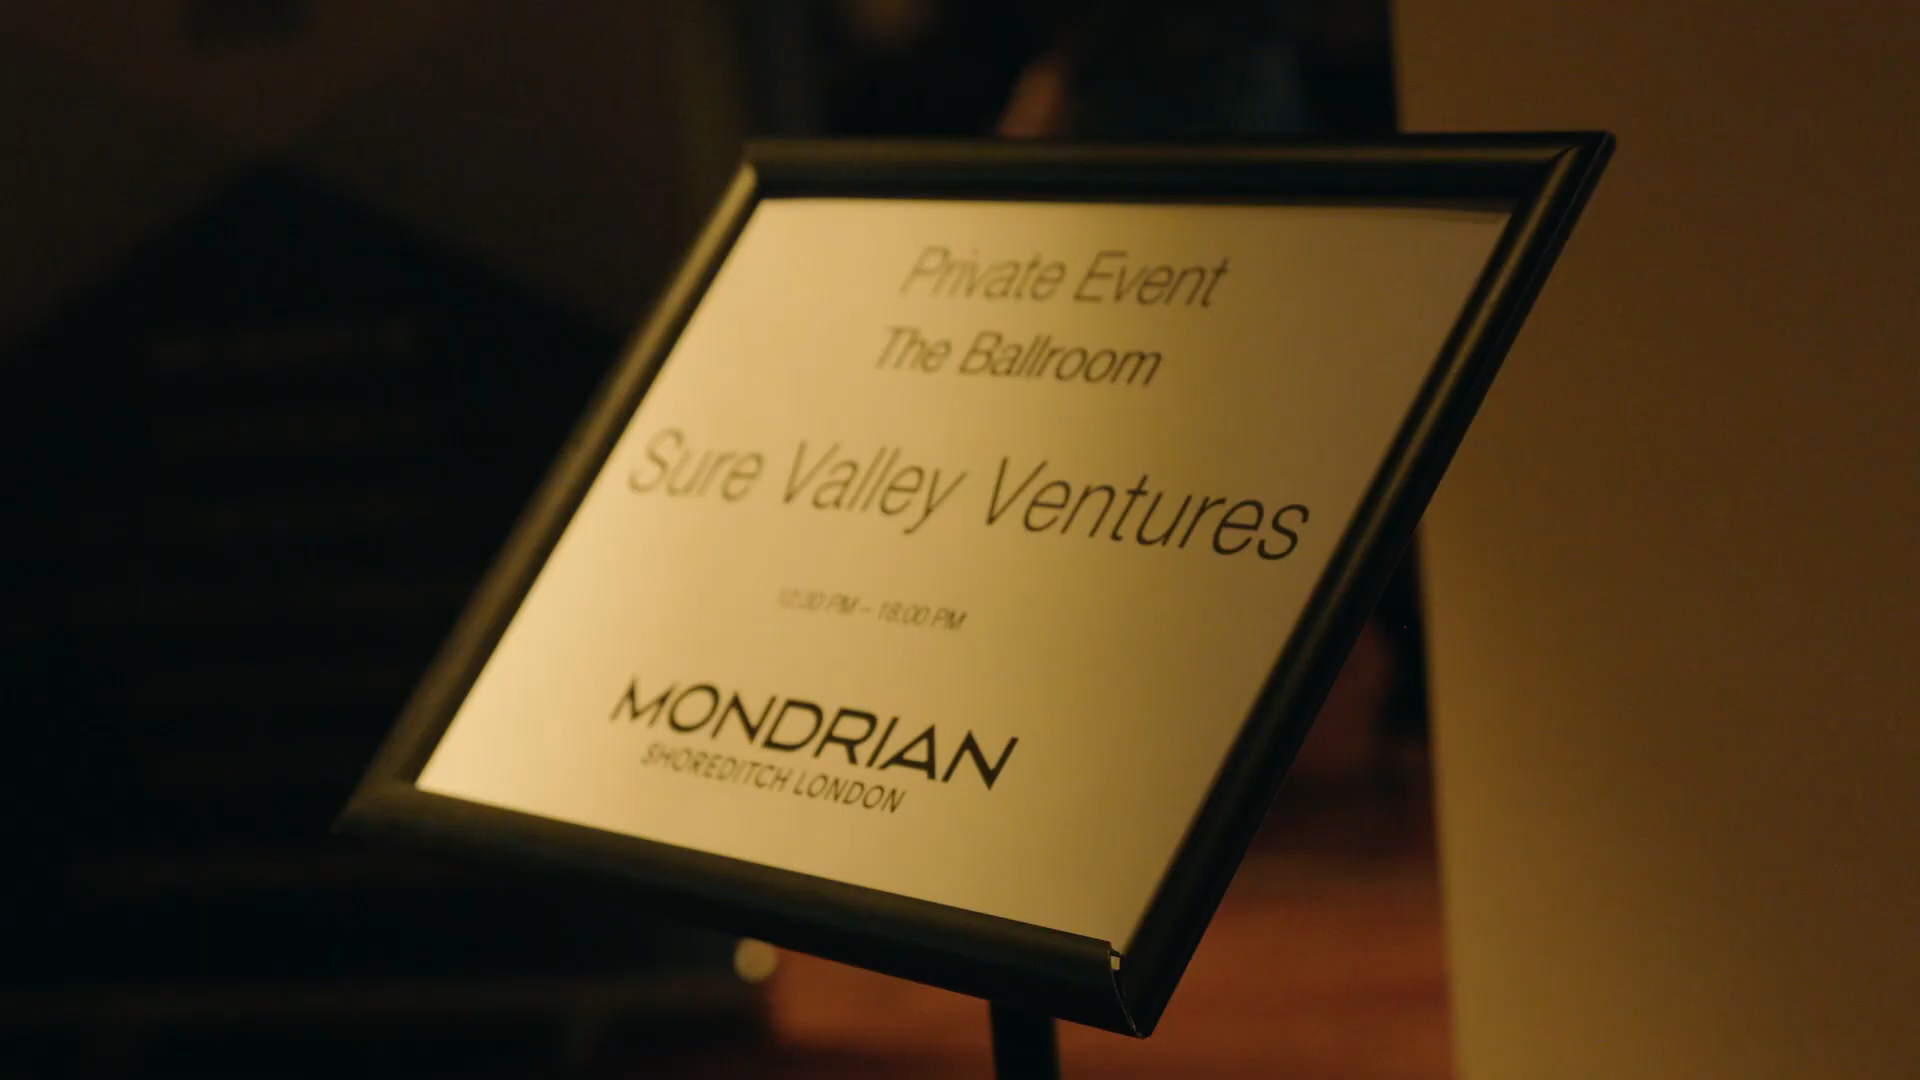 Private Event
The Ballroom
Sure Valley Ventures
12:30 PM – 18:00 PM
MONDRIAN
SHOREDITCH LONDON